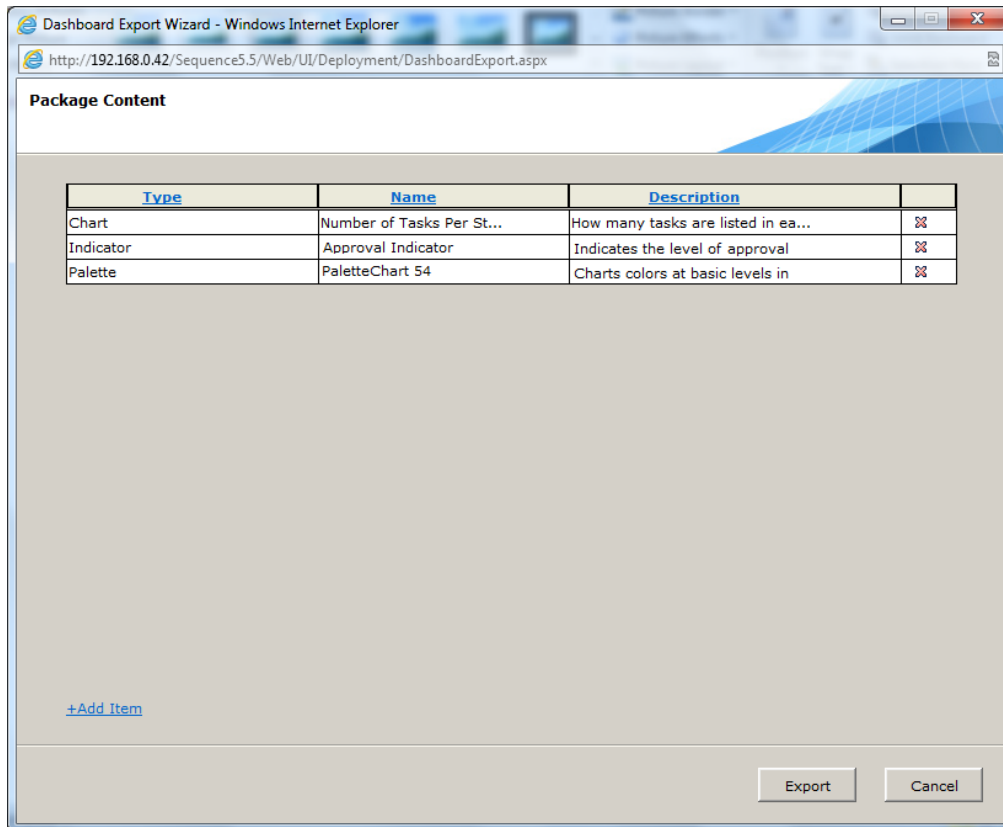 Dashboard Export Wizard - Windows Internet Explorer
http://192.168.0.42/Sequence5.5/Web/UI/Deployment/DashboardExport.aspx
Package Content
Type Name Description
Chart Number of Tasks Per St... How many tasks are listed in ea...
Indicator Approval Indicator Indicates the level of approval
Palette PaletteChart 54 Charts colors at basic levels in
+Add Item
Export Cancel